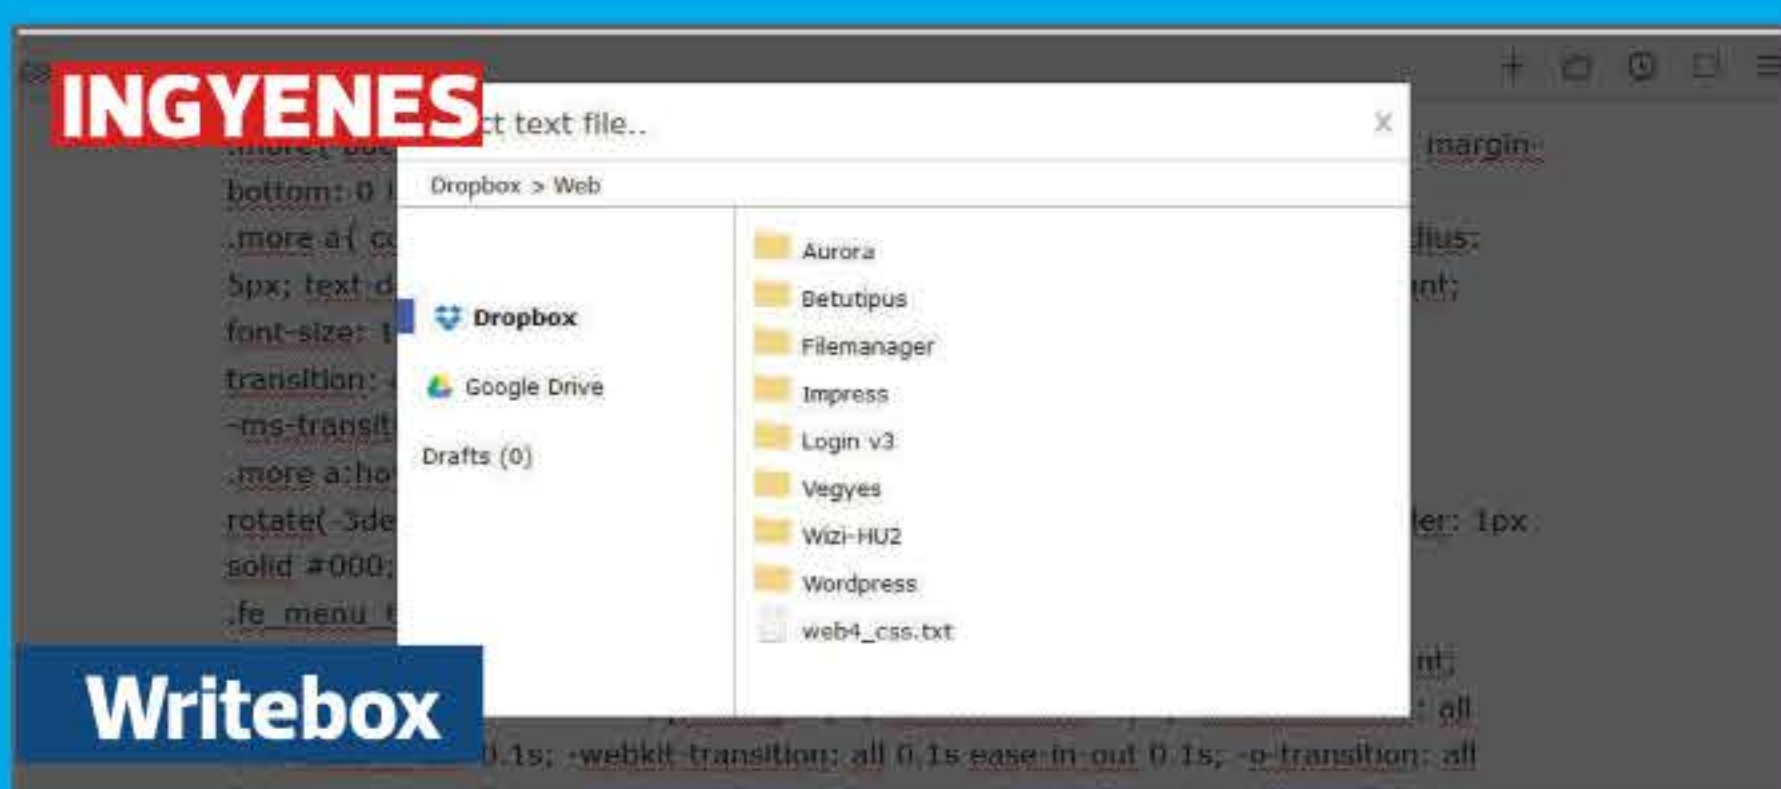 INGYENES
ct text file..
X
margin-
bottom: 0
Dropbox > Web
.more a{
5px; text-d
font-size: 1
transition:
-ms-transiti
.more a:ho
rotate(-3de
solid #000;
.fe_menu
dius:
nt;
der: 1px
nt;
: all
Dropbox
Google Drive
Drafts (0)
Aurora
Betutipus
Filemanager
Impress
Login v3
Vegyes
Wizi-HU2
Wordpress
web4_css.txt
Writebox
0.1s; -webkit-transition: all 0.1s ease-in-out 0.1s; -o-transition: all